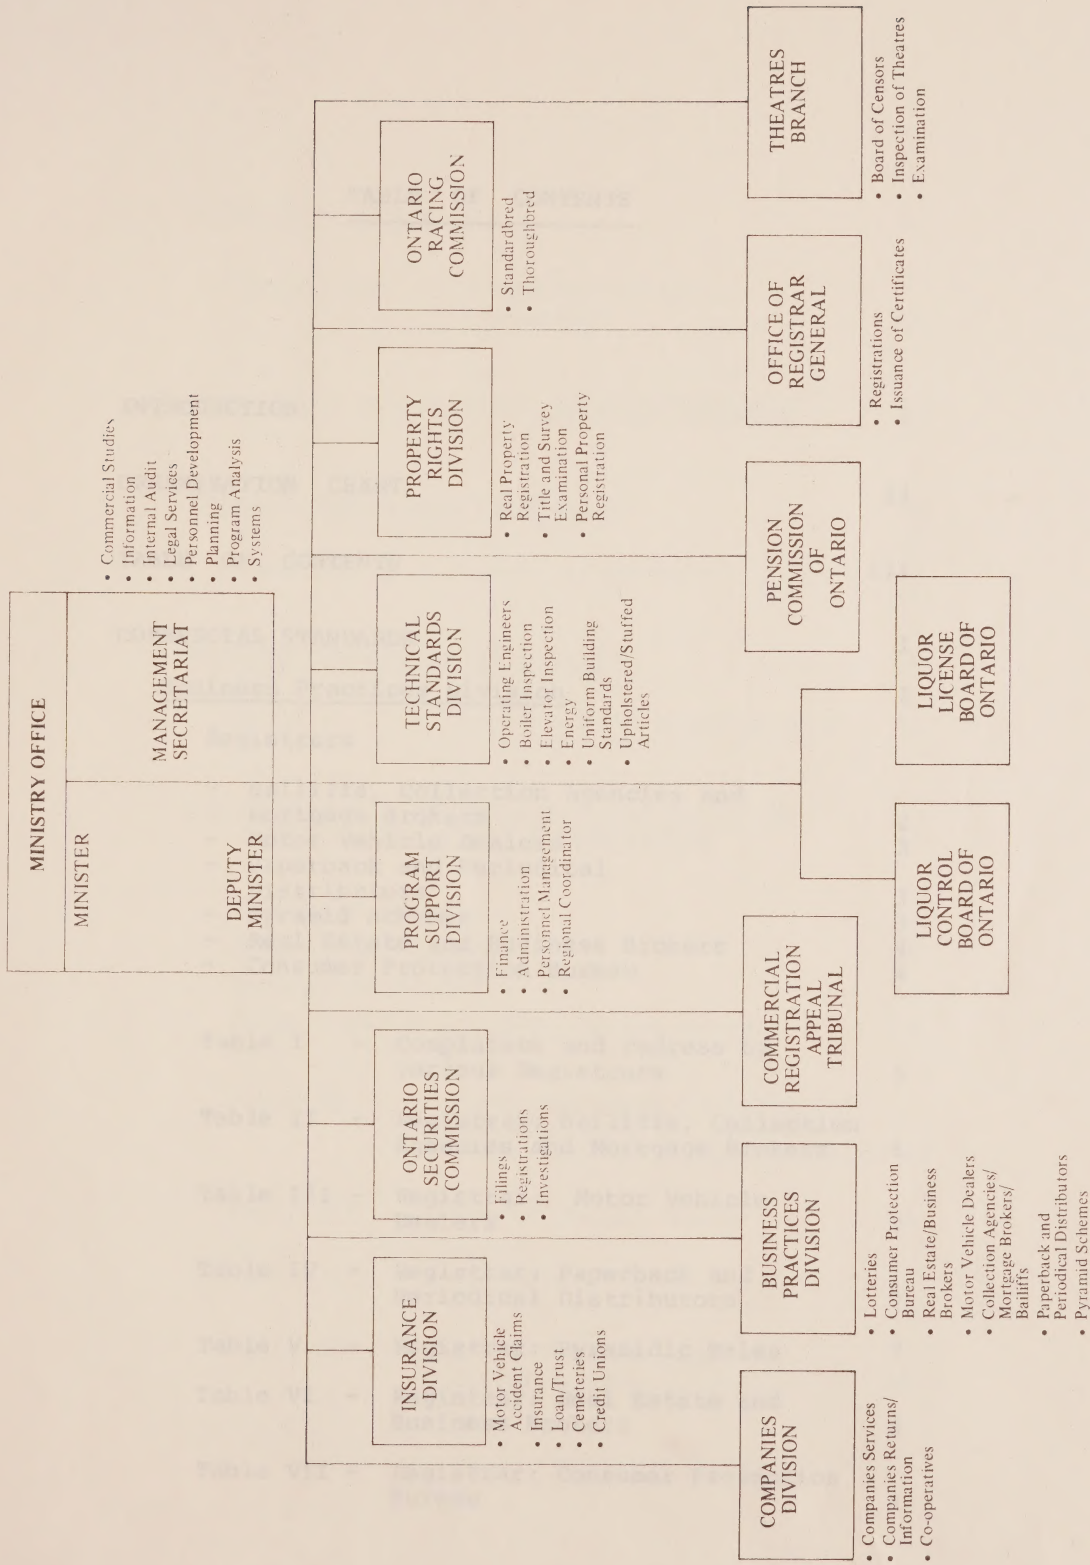 MINISTRY OFFICE
MINISTER
DEPUTY
MINISTER
MANAGEMENT
SECRETARIAT
• Commercial Studies
• Information
• Internal Audit
• Legal Services
• Personnel Development
• Planning
• Program Analysis
• Systems
INSURANCE
DIVISION
• Motor Vehicle
Accident Claims
• Insurance
• Loan/Trust
• Cemeteries
• Credit Unions
ONTARIO
SECURITIES
COMMISSION
• Filings
• Registrations
• Investigations
PROGRAM
SUPPORT
DIVISION
• Finance
• Administration
• Personnel Management
• Regional Coordinator
TECHNICAL
STANDARDS
DIVISION
• Operating Engineers
• Boiler Inspection
• Elevator Inspection
• Energy
• Uniform Building
Standards
• Upholstered/Stuffed
Articles
PROPERTY
RIGHTS
DIVISION
• Real Property
Registration
• Title and Survey
Examination
• Personal Property
Registration
ONTARIO
RACING
COMMISSION
• Standardbred
• Thoroughbred
COMPANIES
DIVISION
• Companies Services
• Companies Returns/
Information
• Co-operatives
BUSINESS
PRACTICES
DIVISION
• Lotteries
• Consumer Protection
Bureau
• Real Estate/Business
Brokers
• Motor Vehicle Dealers
• Collection Agencies/
Mortgage Brokers/
Bailiffs
• Paperback and
Periodical Distributors
• Pyramid Schemes
COMMERCIAL
REGISTRATION
APPEAL
TRIBUNAL
LIQUOR
CONTROL
BOARD OF
ONTARIO
LIQUOR
LICENSE
BOARD OF
ONTARIO
PENSION
COMMISSION
OF
ONTARIO
OFFICE OF
REGISTRAR
GENERAL
• Registrations
• Issuance of Certificates
THEATRES
BRANCH
• Board of Censors
• Inspection of Theatres
• Examination